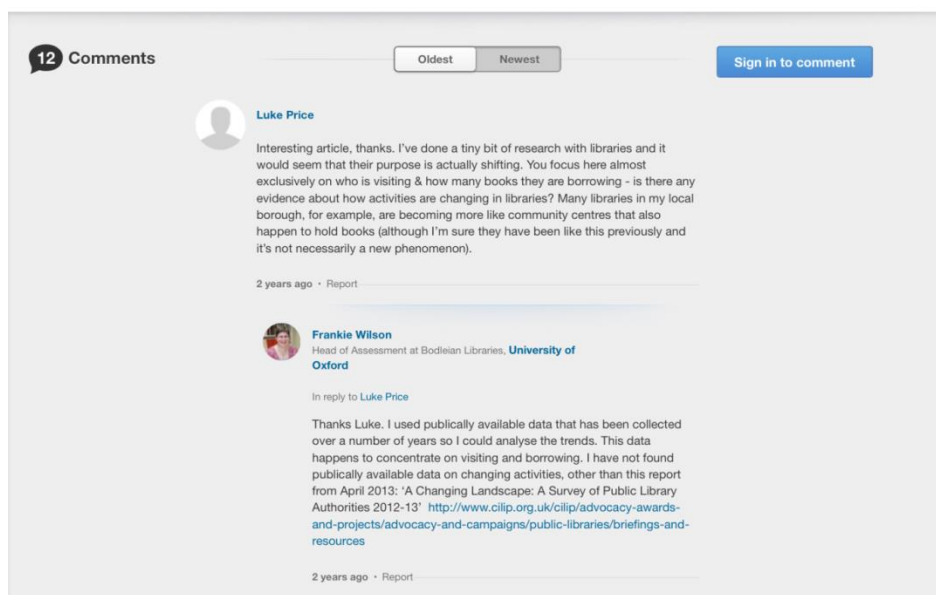 12 Comments
Oldest
Newest
Sign in to comment
Luke Price
Interesting article, thanks. I've done a tiny bit of research with libraries and it
would seem that their purpose is actually shifting. You focus here almost
exclusively on who is visiting & how many books they are borrowing - is there any
evidence about how activities are changing in libraries? Many libraries in my local
borough, for example, are becoming more like community centres that also
happen to hold books (although I'm sure they have been like this previously and
it's not necessarily a new phenomenon).
2 years ago • Report
Frankie Wilson
Head of Assessment at Bodleian Libraries, University of
Oxford
In reply to Luke Price
Thanks Luke. I used publically available data that has been collected
over a number of years so I could analyse the trends. This data
happens to concentrate on visiting and borrowing. I have not found
publically available data on changing activities, other than this report
from April 2013: 'A Changing Landscape: A Survey of Public Library
Authorities 2012-13' http://www.cilip.org.uk/cilip/advocacy-awards-
and-projects/advocacy-and-campaigns/public-libraries/briefings-and-
resources
2 years ago • Report